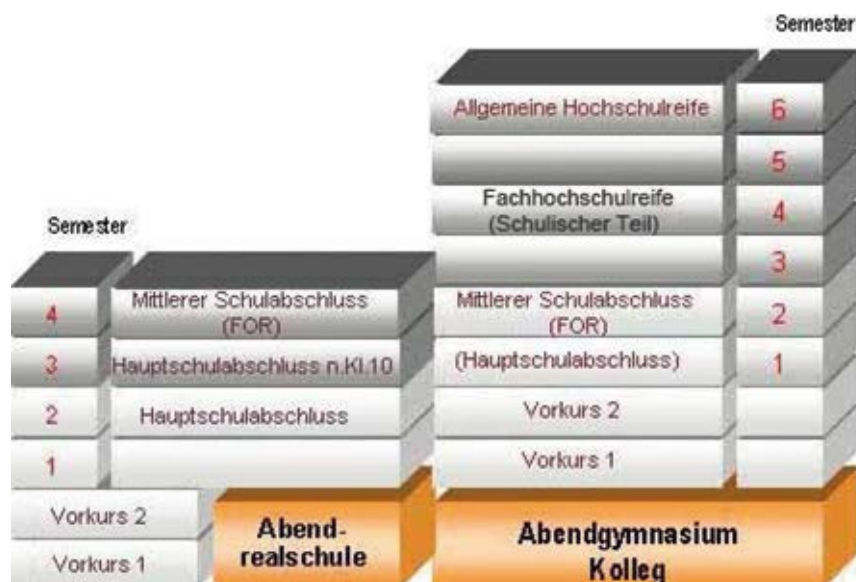 Semester
6
Allgemeine Hochschulreife
5
Fachhochschulreife
(Schulischer Teil)
4
3
Mittlerer Schulabschluss
(FOR)
2
(Hauptschulabschluss)
1
Vorkurs 2
Vorkurs 1
Abendgymnasium
Kolleg
Semester
4
Mittlerer Schulabschluss
(FOR)
3
Hauptschulabschluss n.Kl.10
2
Hauptschulabschluss
1
Vorkurs 2
Vorkurs 1
Abend-
realschule